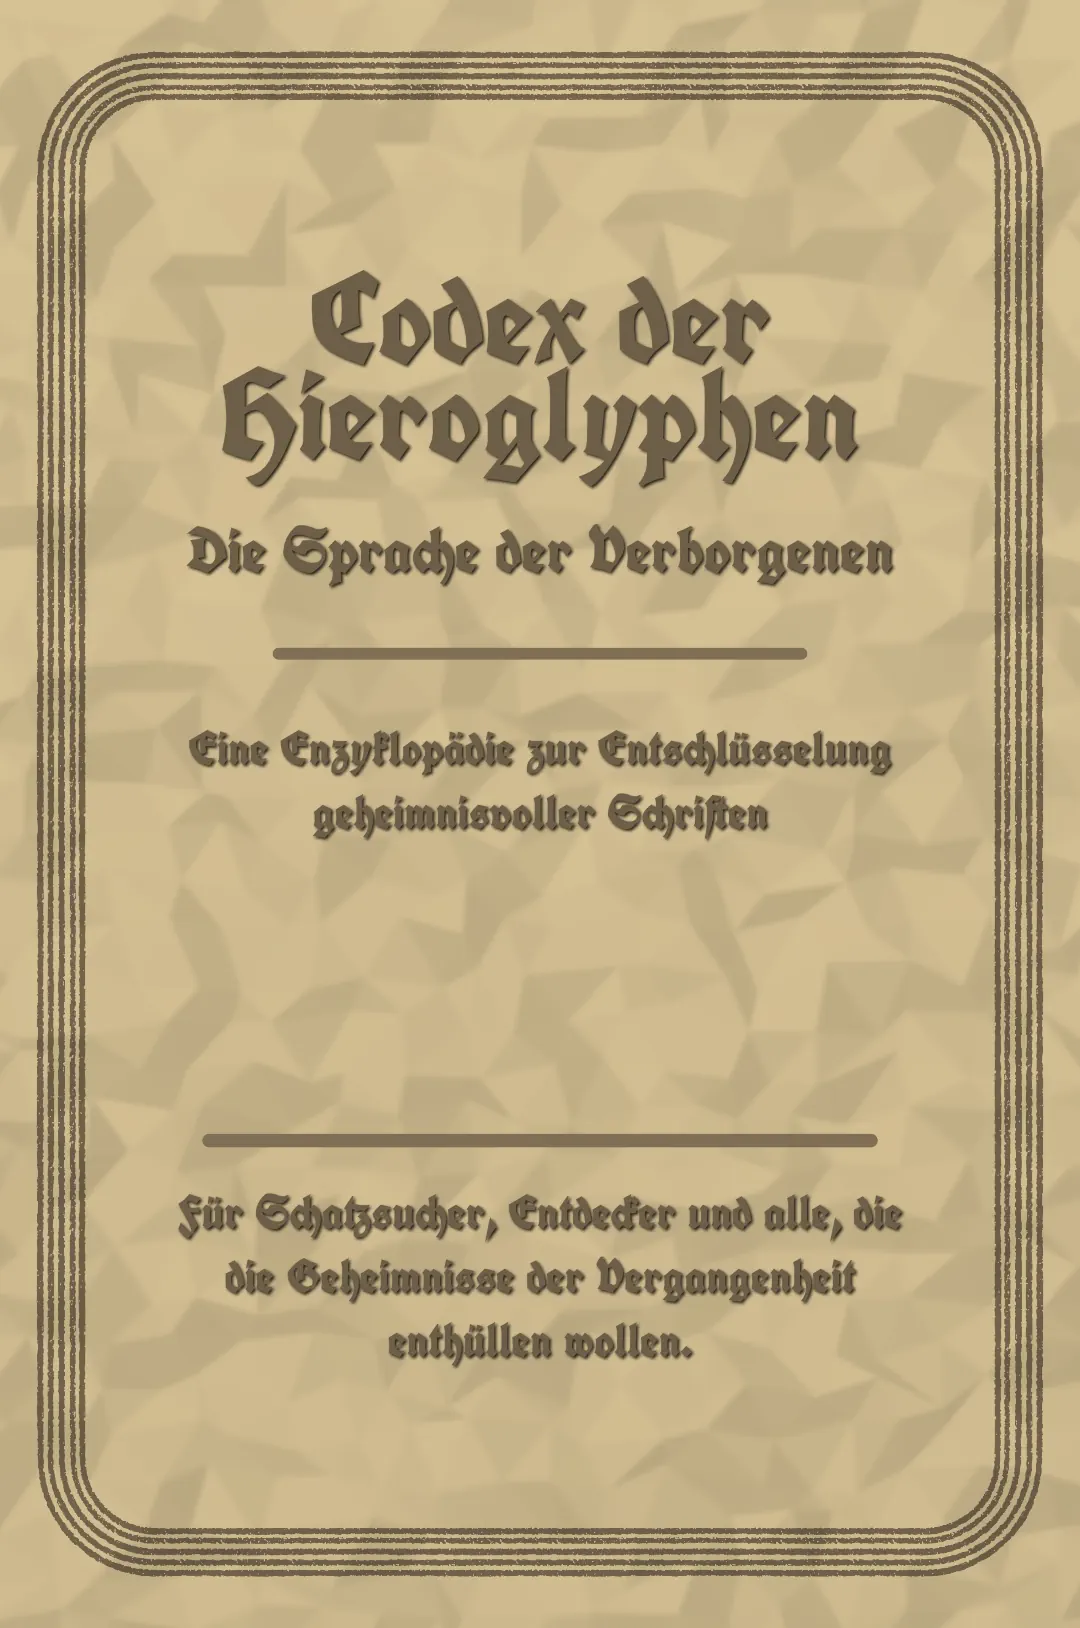 Codex der
Hieroglyphen
Die Sprache der Verborgenen
Eine Enzyklopädie zur Entschlüsselung
geheimnisvoller Schriften
Für Schatzsucher, Entdecker und alle, die
die Geheimnisse der Vergangenheit
enthüllen wollen.